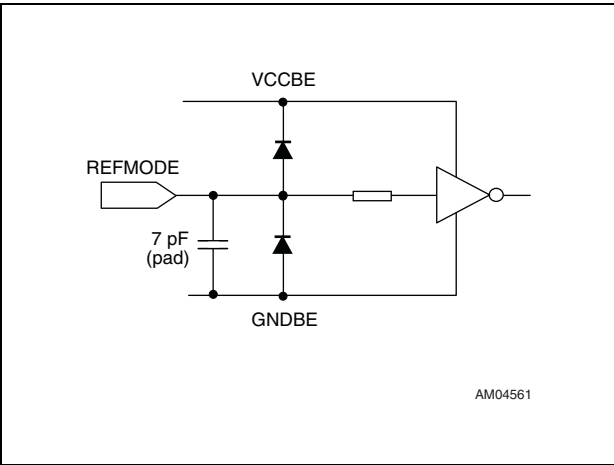 VCCBE
REFMODE
7 pF
(pad)
GNDBE
AM04561